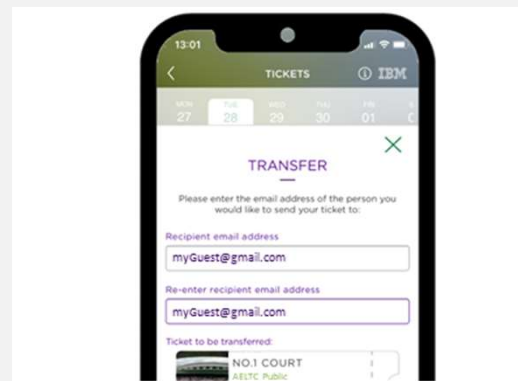 13:01
TICKETS
IBM
MON TUE WED THU FRI
27 28 29 30 01
TRANSFER
Please enter the email address of the person you
would like to send your ticket to:
Recipient email address
myGuest@gmail.com
Re-enter recipient email address
myGuest@gmail.com
Ticket to be transferred:
NO.1 COURT
AELTC Public